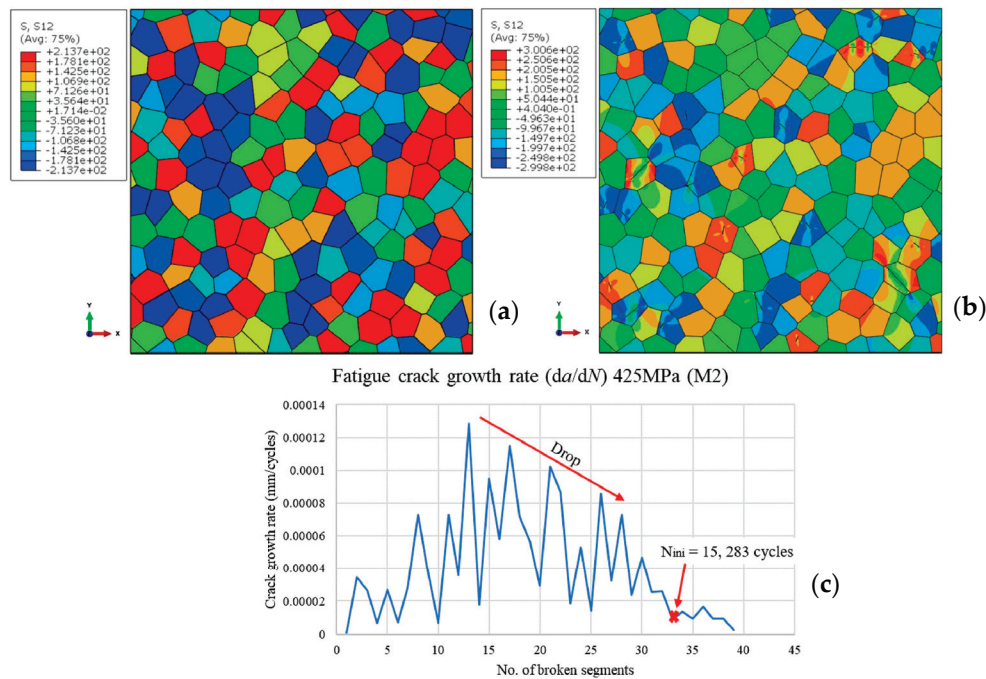 S, S12
(Avg: 75%)
+2.137e+02
+1.781e+02
+1.425e+02
+1.069e+02
+7.126e+01
+3.564e+01
+1.714e-02
-3.560e+01
-7.123e+01
-1.068e+02
-1.425e+02
-1.781e+02
-2.137e+02
Y
X
(a)
S, S12
(Avg: 75%)
+3.006e+02
+2.506e+02
+2.005e+02
+1.505e+02
+1.005e+02
+5.044e+01
+4.040e-01
-4.963e+01
-9.967e+01
-1.497e+02
-1.997e+02
-2.498e+02
-2.998e+02
Y
X
(b)
Fatigue crack growth rate (da/dN) 425MPa (M2)
Crack growth rate (mm/cycles)
0.00014
0.00012
0.0001
0.00008
0.00006
0.00004
0.00002
0
Drop
Nini = 15, 283 cycles
(c)
0 5 10 15 20 25 30 35 40 45
No. of broken segments